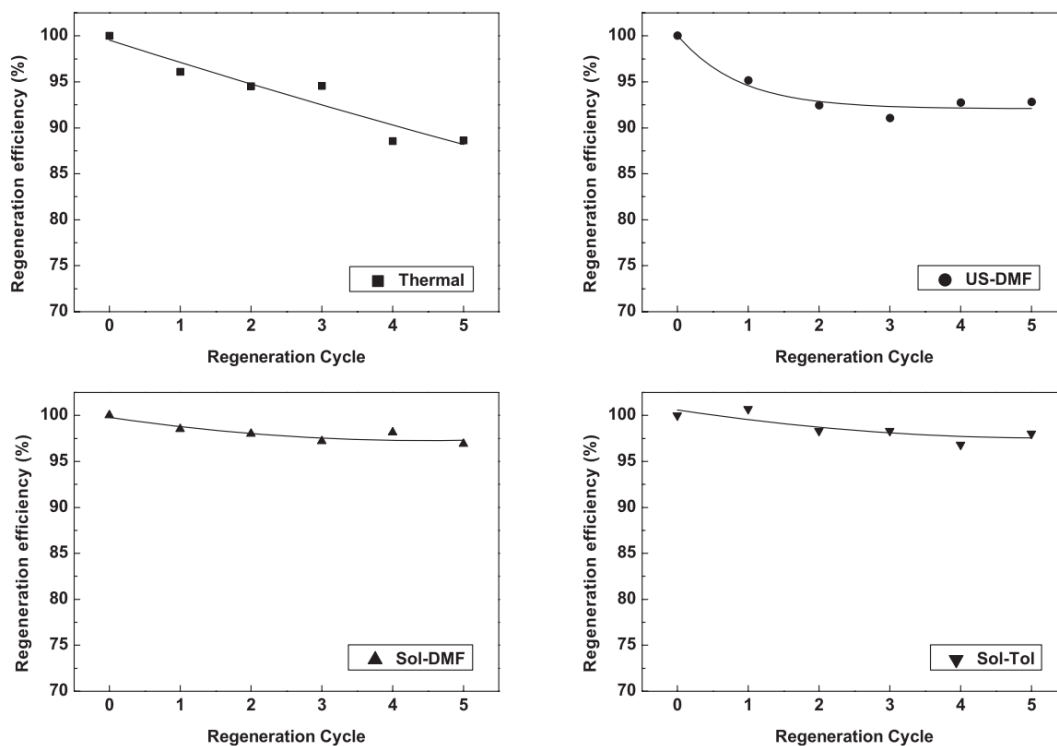 Regeneration efficiency (%)
100
95
90
85
80
75
70
Thermal
0 1 2 3 4 5
Regeneration Cycle
Regeneration efficiency (%)
100
95
90
85
80
75
70
US-DMF
0 1 2 3 4 5
Regeneration Cycle
Regeneration efficiency (%)
100
95
90
85
80
75
70
Sol-DMF
0 1 2 3 4 5
Regeneration Cycle
Regeneration efficiency (%)
100
95
90
85
80
75
70
Sol-Tol
0 1 2 3 4 5
Regeneration Cycle